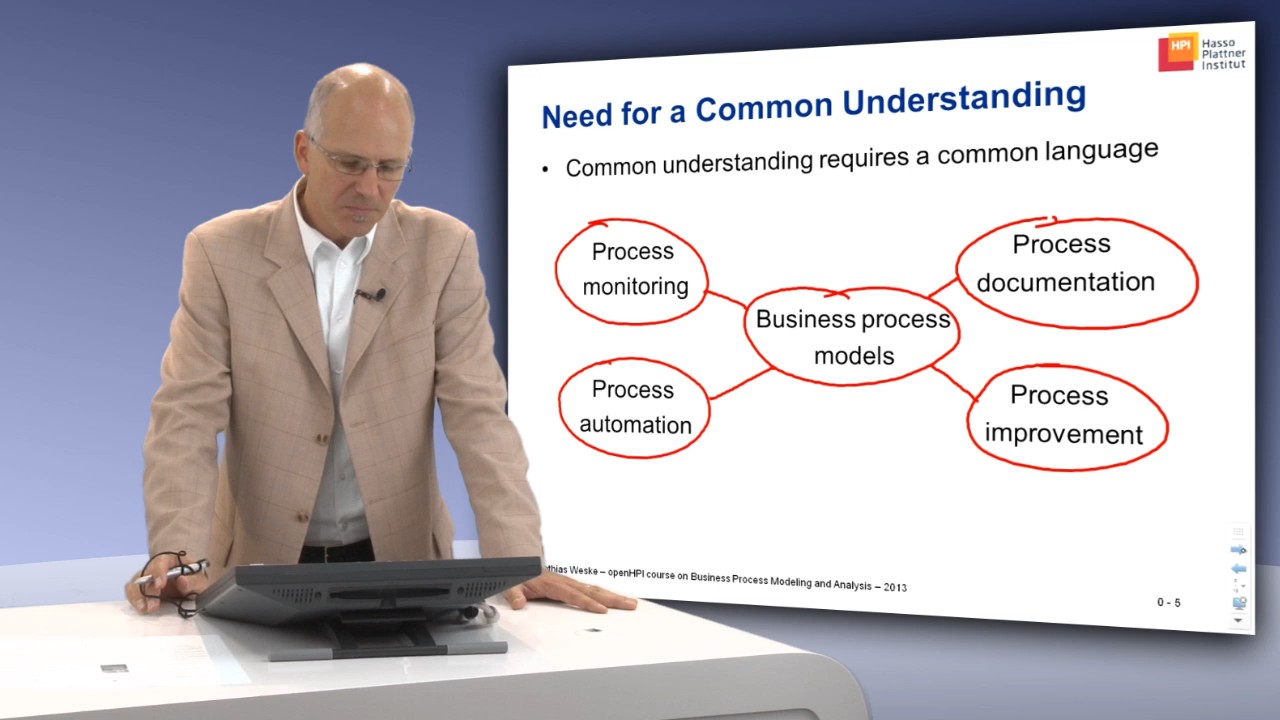 HPI
Hasso
Plattner
Institut
Need for a Common Understanding
• Common understanding requires a common language
Process
monitoring
Process
documentation
Business process
models
Process
automation
Process
improvement
thias Weske – openHPI course on Business Process Modeling and Analysis – 2013
0 - 5